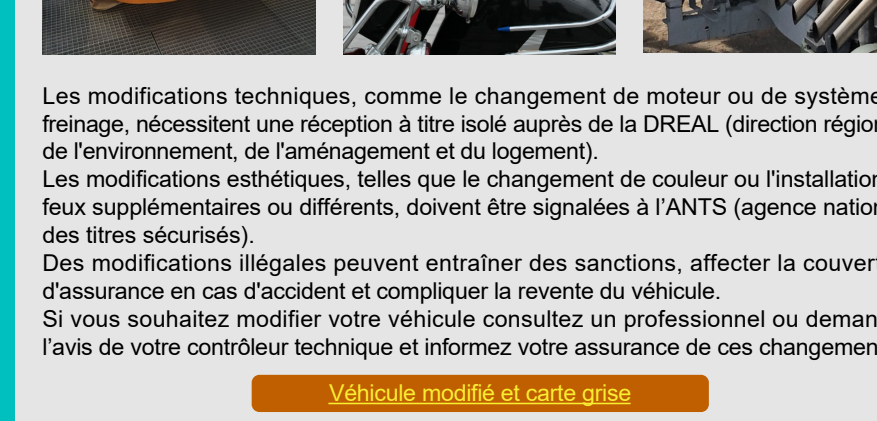 Les modifications techniques, comme le changement de moteur ou de système
freinage, nécessitent une réception à titre isolé auprès de la DREAL (direction région
de l'environnement, de l'aménagement et du logement).
Les modifications esthétiques, telles que le changement de couleur ou l'installation
feux supplémentaires ou différents, doivent être signalées à l’ANTS (agence nation
des titres sécurisés).
Des modifications illégales peuvent entraîner des sanctions, affecter la couvert
d'assurance en cas d'accident et compliquer la revente du véhicule.
Si vous souhaitez modifier votre véhicule consultez un professionnel ou deman
l’avis de votre contrôleur technique et informez votre assurance de ces changemen
Véhicule modifié et carte grise